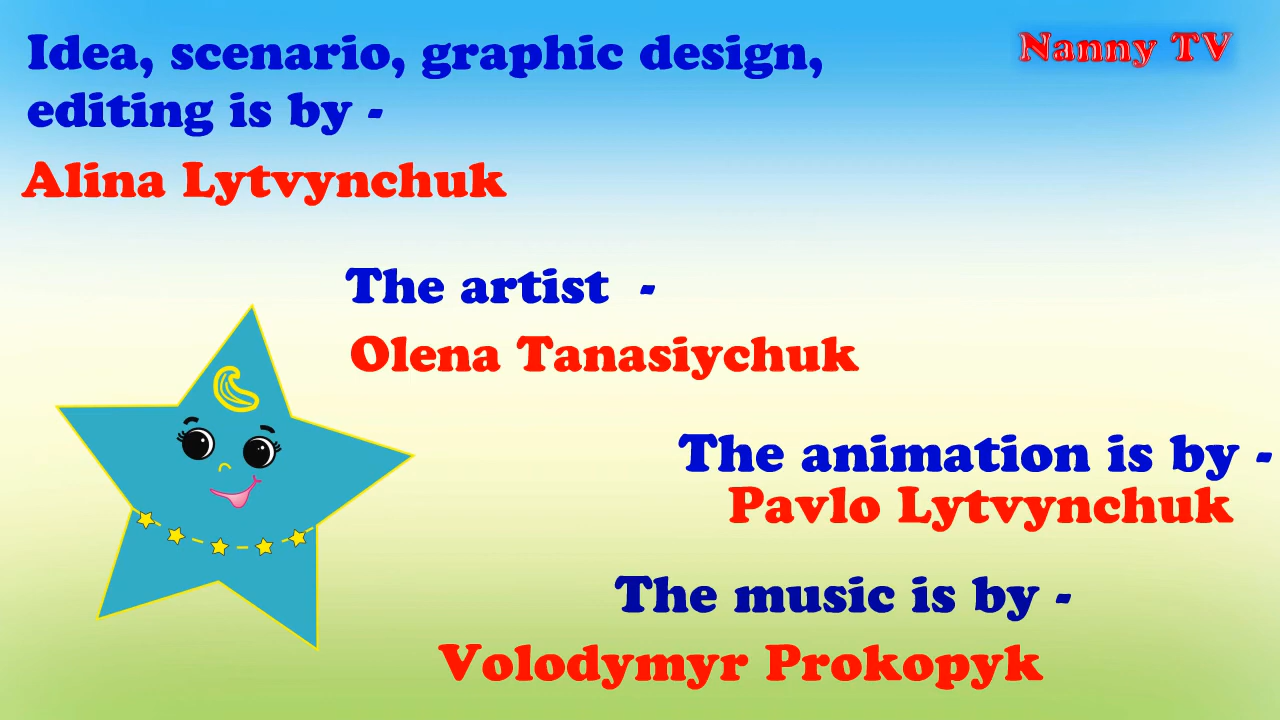 Idea, scenario, graphic design,
editing is by -
Nanny TV
Alina Lytvynchuk
The artist -
Olena Tanasiychuk
The animation is by -
Pavlo Lytvynchuk
The music is by -
Volodymyr Prokopyk